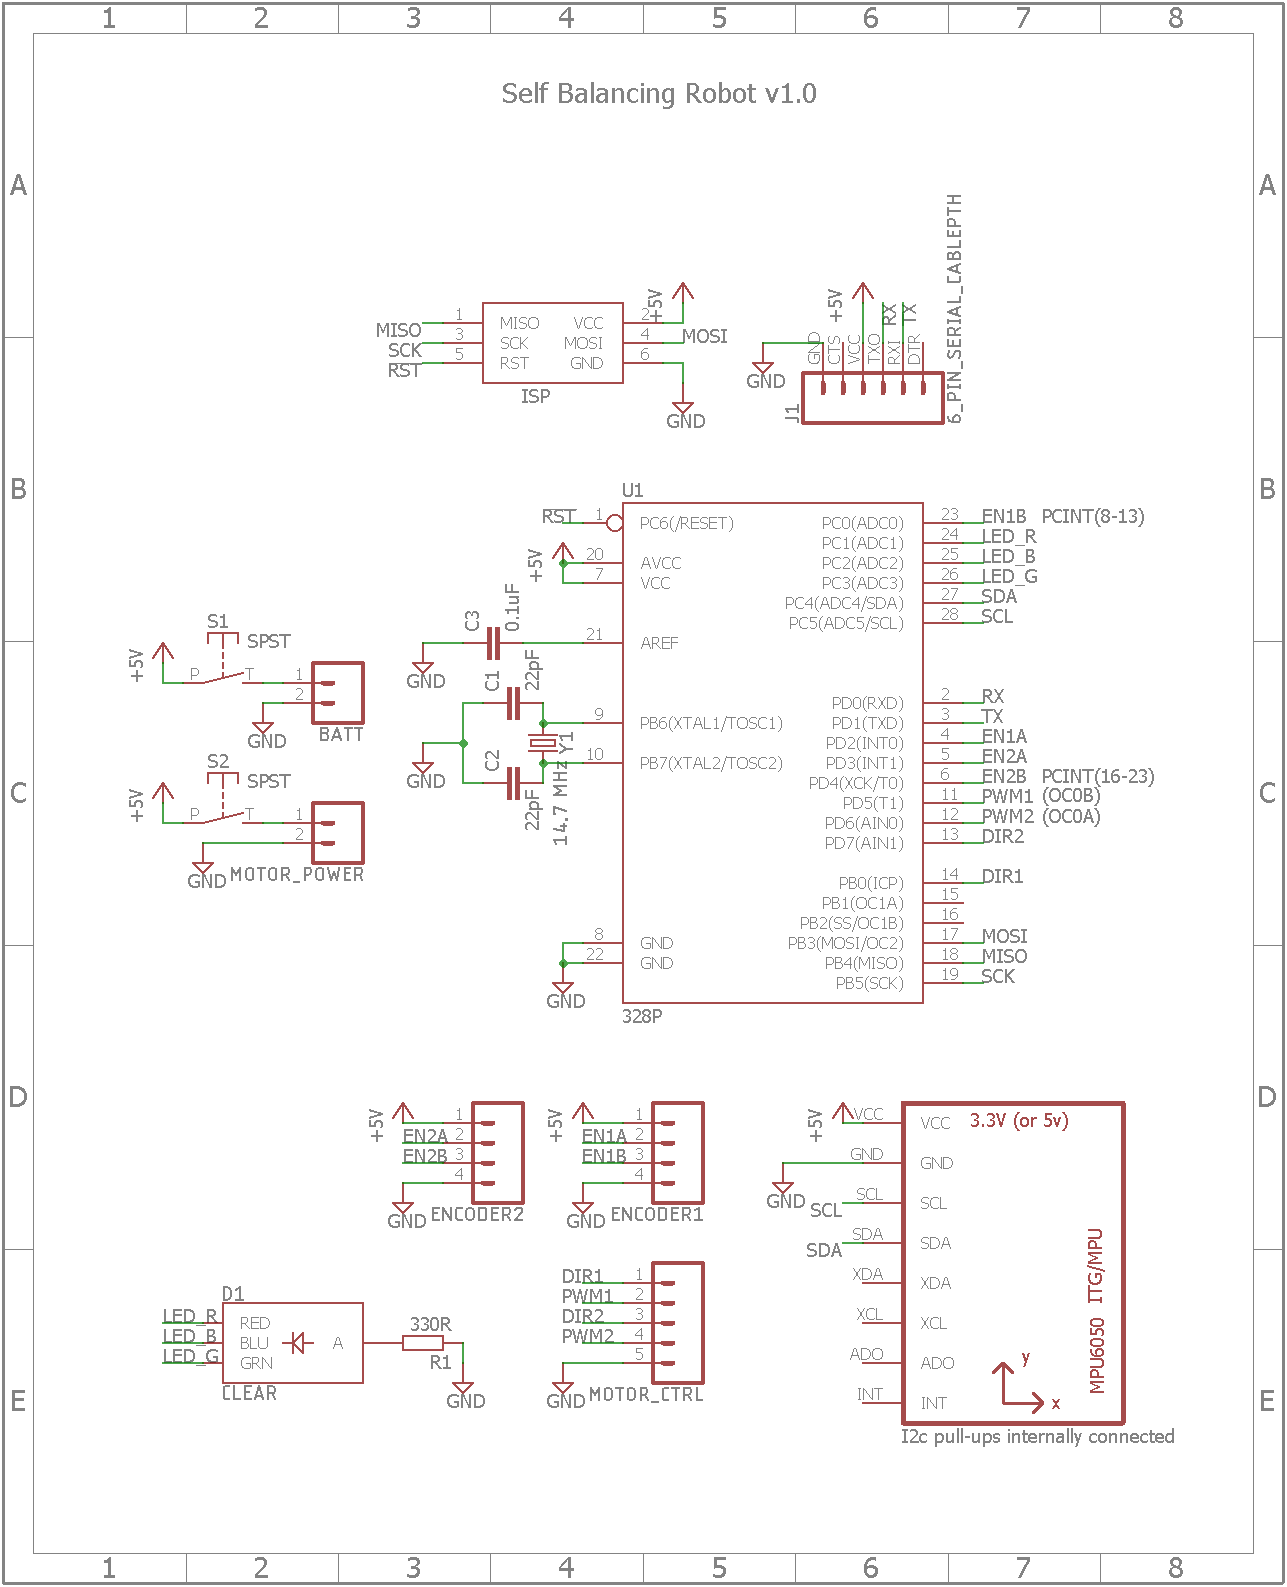 1 2 3 4 5 6 7 8
Self Balancing Robot v1.0
A A
6_PIN_SERIAL_CABLEPTH
MISO 1 MISO VCC 2 +5V
SCK 3 SCK MOSI 4 MOSI
RST 5 RST GND 6 GND
ISP
+5V RX TX
GND GND CTS VCC TXO RXI DTR
J1
B B
U1
RST 1 PC6(/RESET)
+5V 20 AVCC
7 VCC
C3 0.1uF
GND 21 AREF
C1 22pF
9 PB6(XTAL1/TOSC1)
GND Y1 14.7 MHz
10 PB7(XTAL2/TOSC2)
C2 22pF
8 GND
22 GND
GND
PC0(ADC0) 23 EN1B PCINT(8-13)
PC1(ADC1) 24 LED_R
PC2(ADC2) 25 LED_B
PC3(ADC3) 26 LED_G
PC4(ADC4/SDA) 27 SDA
PC5(ADC5/SCL) 28 SCL
PD0(RXD) 2 RX
PD1(TXD) 3 TX
PD2(INT0) 4 EN1A
PD3(INT1) 5 EN2A
PD4(XCK/T0) 6 EN2B PCINT(16-23)
PD5(T1) 11 PWM1 (OC0B)
PD6(AIN0) 12 PWM2 (OC0A)
PD7(AIN1) 13 DIR2
PB0(ICP) 14 DIR1
PB1(OC1A) 15
PB2(SS/OC1B) 16
PB3(MOSI/OC2) 17 MOSI
PB4(MISO) 18 MISO
PB5(SCK) 19 SCK
328P
S1
SPST
+5V P T 1
2
GND BATT
C C
S2
SPST
+5V P T 1
2
GND MOTOR_POWER
D D
+5V 1
EN2A 2
EN2B 3
4
GND ENCODER2
+5V 1
EN1A 2
EN1B 3
4
GND ENCODER1
+5V VCC VCC 3.3V (or 5v)
GND GND GND
SCL SCL SCL
SDA SDA SDA
XDA XDA
XCL XCL
ADO ADO
INT INT
MPU6050 ITG/MPU
y
x
I2c pull-ups internally connected
D1
LED_R RED
LED_B BLU A
LED_G GRN
CLEAR
330R
R1
GND
DIR1 1
PWM1 2
DIR2 3
PWM2 4
5
GND MOTOR_CTRL
E E
1 2 3 4 5 6 7 8